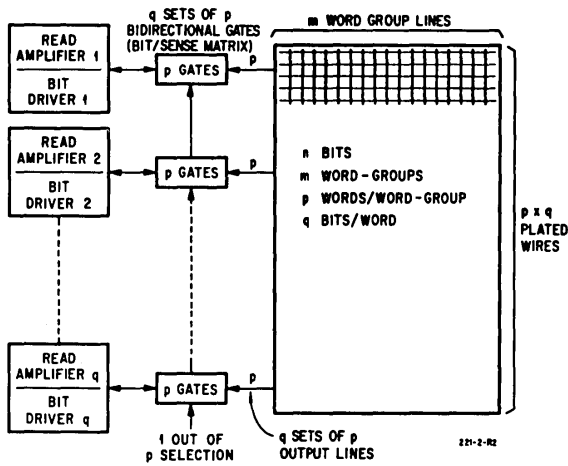 q SETS OF p
BIDIRECTIONAL GATES
(BIT/SENSE MATRIX)
m WORD GROUP LINES
READ
AMPLIFIER 1
BIT
DRIVER 1
p GATES
p
READ
AMPLIFIER 2
BIT
DRIVER 2
p GATES
p
n BITS
m WORD-GROUPS
p WORDS/WORD-GROUP
q BITS/WORD
p x q
PLATED
WIRES
READ
AMPLIFIER q
BIT
DRIVER q
p GATES
p
1 OUT OF
p SELECTION
q SETS OF p
OUTPUT LINES
221-2-R2